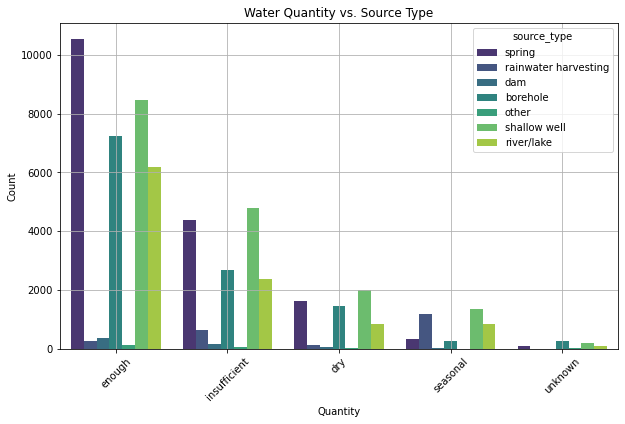 Water Quantity vs. Source Type
source_type
spring
rainwater harvesting
dam
borehole
other
shallow well
river/lake
Count
10000
8000
6000
4000
2000
0
enough
insufficient
dry
seasonal
unknown
Quantity